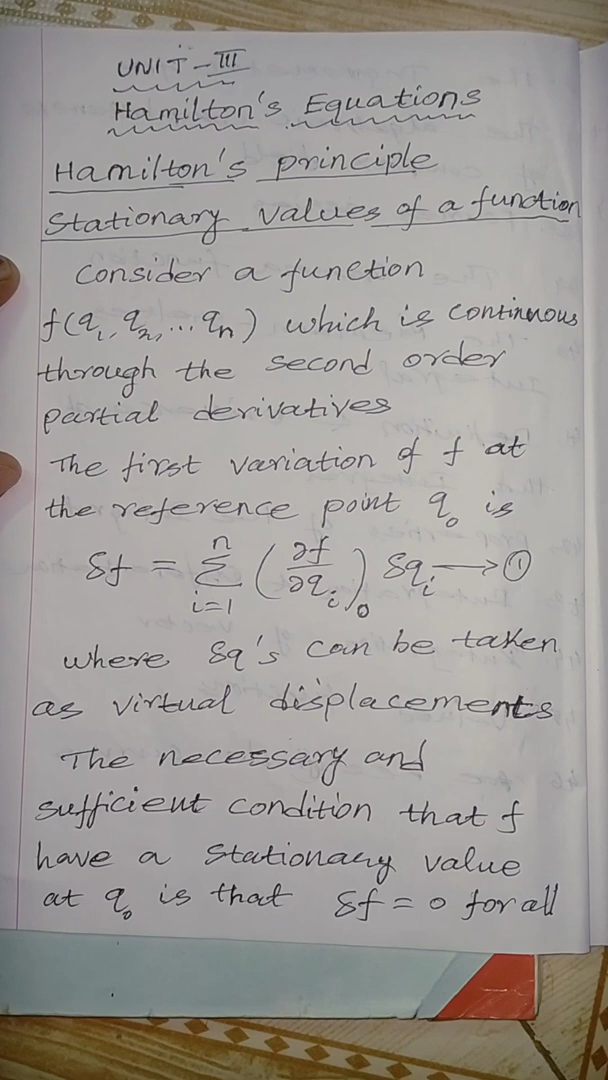 UNIT-III
Hamilton's Equations
Hamilton's principle
Stationary values of a function
Consider a function
f(q₁, q₂, ... qₙ) which is continuous
through the second order
partial derivatives
The first variation of f at
the reference point q₀ is
δf = Σⁿᵢ₌₁ (∂f/∂qᵢ)₀ δqᵢ → ①
where δq's can be taken
as virtual displacements
The necessary and
sufficient condition that f
have a stationary value
at q₀ is that δf = 0 for all